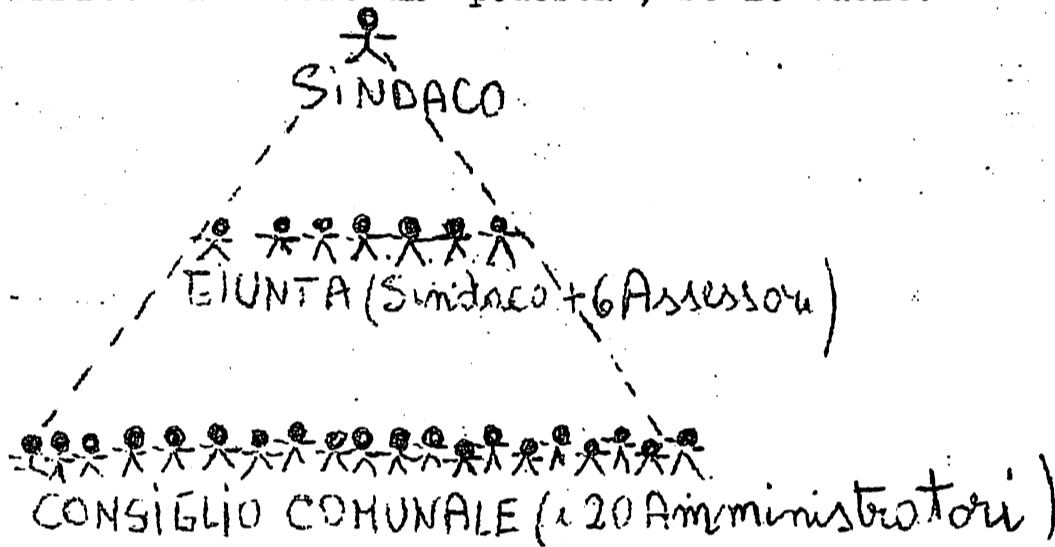 SiNDACO
GIUNTA (Sindaco + 6 Assessori)
CONSiGLiO COMUNALE (i 20 Amministratori)